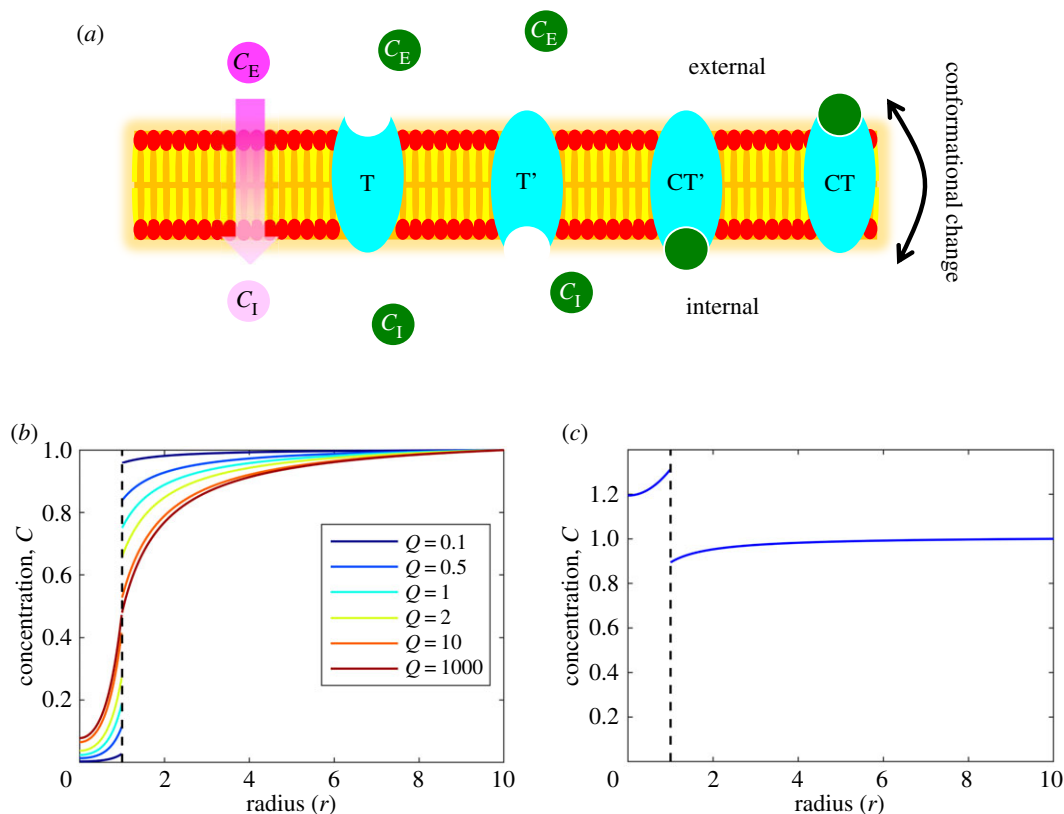 (a)
C_E
C_E
C_E
external
T
T'
CT'
CT
conformational change
C_I
C_I
C_I
internal
(b)
1.0
0.8
0.6
0.4
0.2
0
2
4
6
8
10
concentration, C
radius (r)
Q = 0.1
Q = 0.5
Q = 1
Q = 2
Q = 10
Q = 1000
(c)
1.2
1.0
0.8
0.6
0.4
0.2
0
2
4
6
8
10
concentration, C
radius (r)